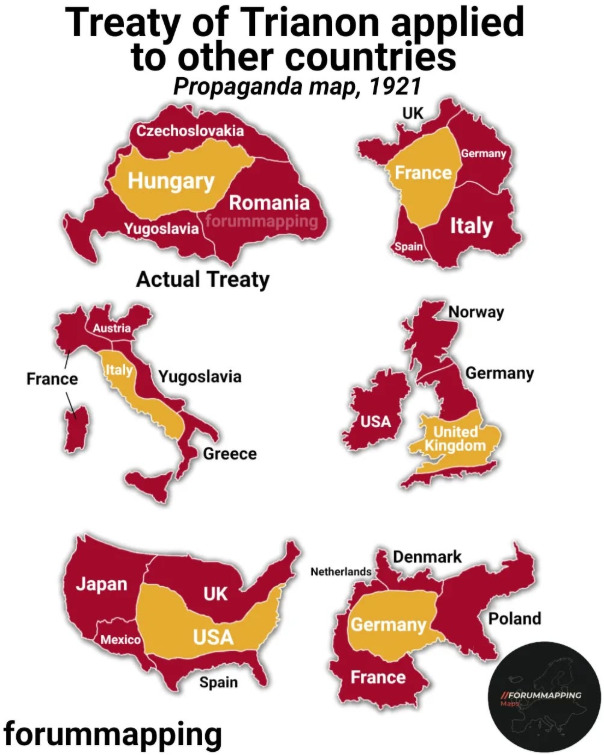 Treaty of Trianon applied
to other countries
Propaganda map, 1921
Czechoslovakia
Hungary
Romania
forummapping
Yugoslavia
Actual Treaty
UK
Germany
France
Italy
Spain
Austria
Italy
France
Yugoslavia
Greece
Norway
Germany
USA
United
Kingdom
Japan
UK
Mexico
USA
Spain
Denmark
Netherlands
Germany
Poland
France
//FORUMMAPPING
Maps
forummapping